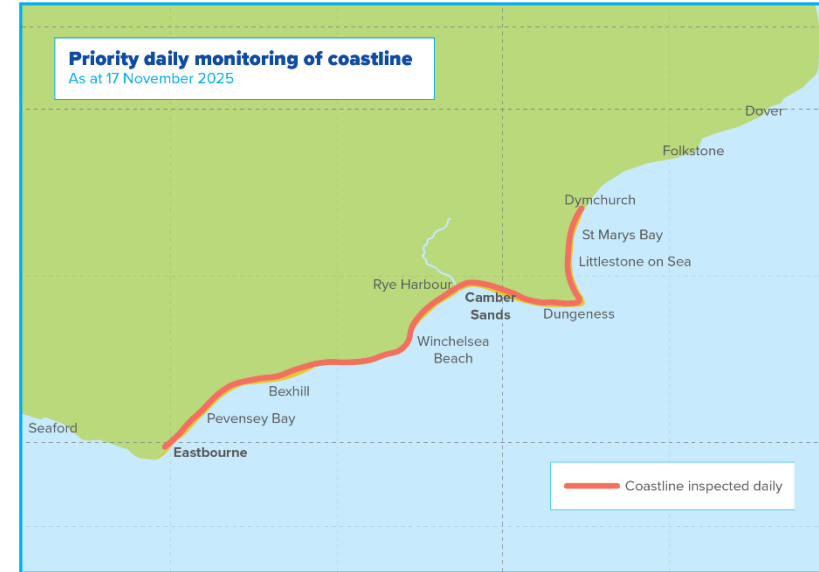 Priority daily monitoring of coastline
As at 17 November 2025
Dover
Folkstone
Dymchurch
St Marys Bay
Littlestone on Sea
Rye Harbour
Camber
Sands
Dungeness
Winchelsea
Beach
Bexhill
Pevensey Bay
Seaford
Eastbourne
Coastline inspected daily